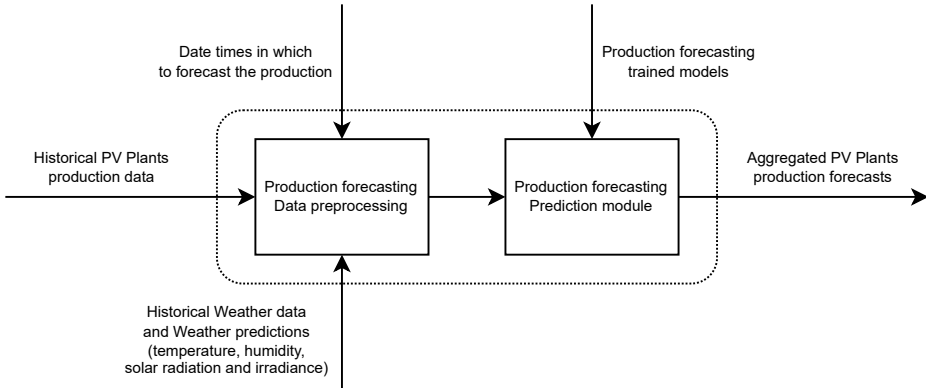 Date times in which
to forecast the production
Production forecasting
trained models
Historical PV Plants
production data
Production forecasting
Data preprocessing
Production forecasting
Prediction module
Aggregated PV Plants
production forecasts
Historical Weather data
and Weather predictions
(temperature, humidity,
solar radiation and irradiance)